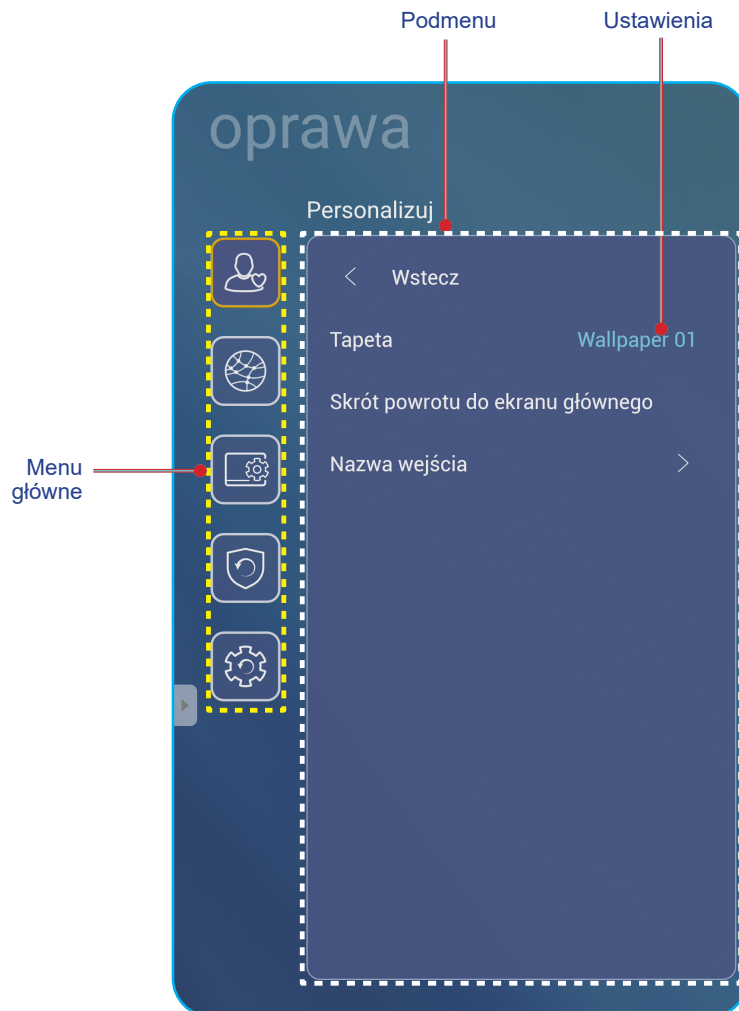 Podmenu
Ustawienia
oprawa
Personalizuj
Wstecz
Tapeta
Wallpaper 01
Skrót powrotu do ekranu głównego
Menu
główne
Nazwa wejścia